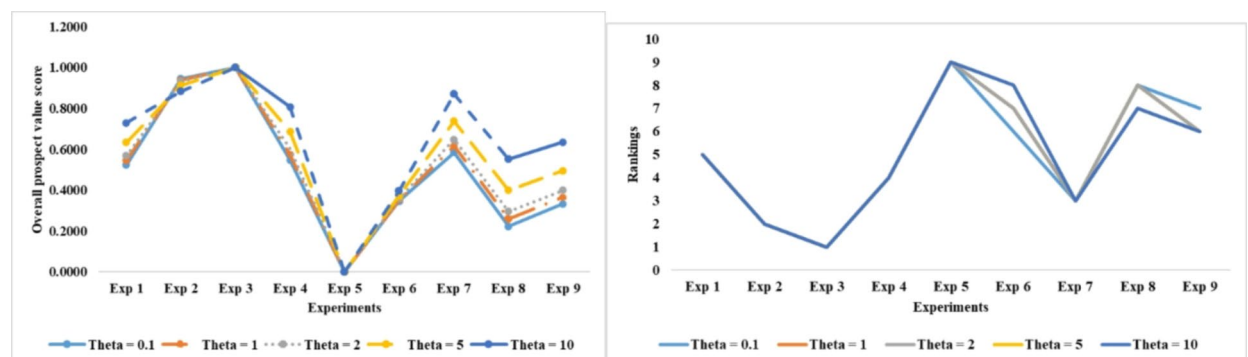 1.2000
1.0000
0.8000
0.6000
0.4000
0.2000
0.0000
Overall prospect value score
Exp 1 Exp 2 Exp 3 Exp 4 Exp 5 Exp 6 Exp 7 Exp 8 Exp 9
Experiments
Theta = 0.1 Theta = 1 Theta = 2 Theta = 5 Theta = 10
10
9
8
7
6
5
4
3
2
1
0
Rankings
Exp 1 Exp 2 Exp 3 Exp 4 Exp 5 Exp 6 Exp 7 Exp 8 Exp 9
Experiments
Theta = 0.1 Theta = 1 Theta = 2 Theta = 5 Theta = 10